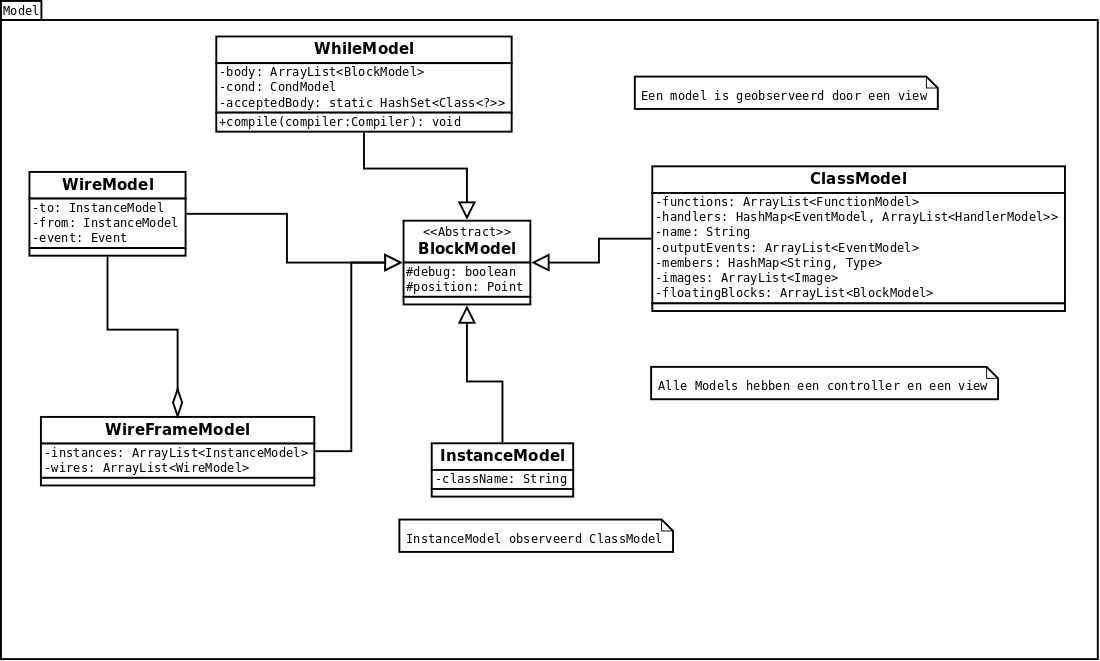 Model
WhileModel
-body: ArrayList<BlockModel>
-cond: CondModel
-acceptedBody: static HashSet<Class<?>>
+compile(compiler:Compiler): void
Een model is geobserveerd door een view
WireModel
-to: InstanceModel
-from: InstanceModel
-event: Event
ClassModel
-functions: ArrayList<FunctionModel>
-handlers: HashMap<EventModel, ArrayList<HandlerModel>>
-name: String
-outputEvents: ArrayList<EventModel>
-members: HashMap<String, Type>
-images: ArrayList<Image>
-floatingBlocks: ArrayList<BlockModel>
<<Abstract>>
BlockModel
#debug: boolean
#position: Point
Alle Models hebben een controller en een view
WireFrameModel
-instances: ArrayList<InstanceModel>
-wires: ArrayList<WireModel>
InstanceModel
-className: String
InstanceModel observeerd ClassModel